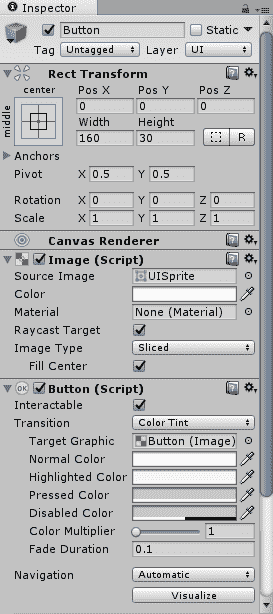 Inspector
Button Static
Tag Untagged Layer UI
Rect Transform
center Pos X Pos Y Pos Z
middle 0 0 0
Width Height
160 30 R
Anchors
Pivot X 0.5 Y 0.5
Rotation X 0 Y 0 Z 0
Scale X 1 Y 1 Z 1
Canvas Renderer
Image (Script)
Source Image UISprite
Color
Material None (Material)
Raycast Target
Image Type Sliced
Fill Center
OK Button (Script)
Interactable
Transition Color Tint
Target Graphic Button (Image)
Normal Color
Highlighted Color
Pressed Color
Disabled Color
Color Multiplier 1
Fade Duration 0.1
Navigation Automatic
Visualize